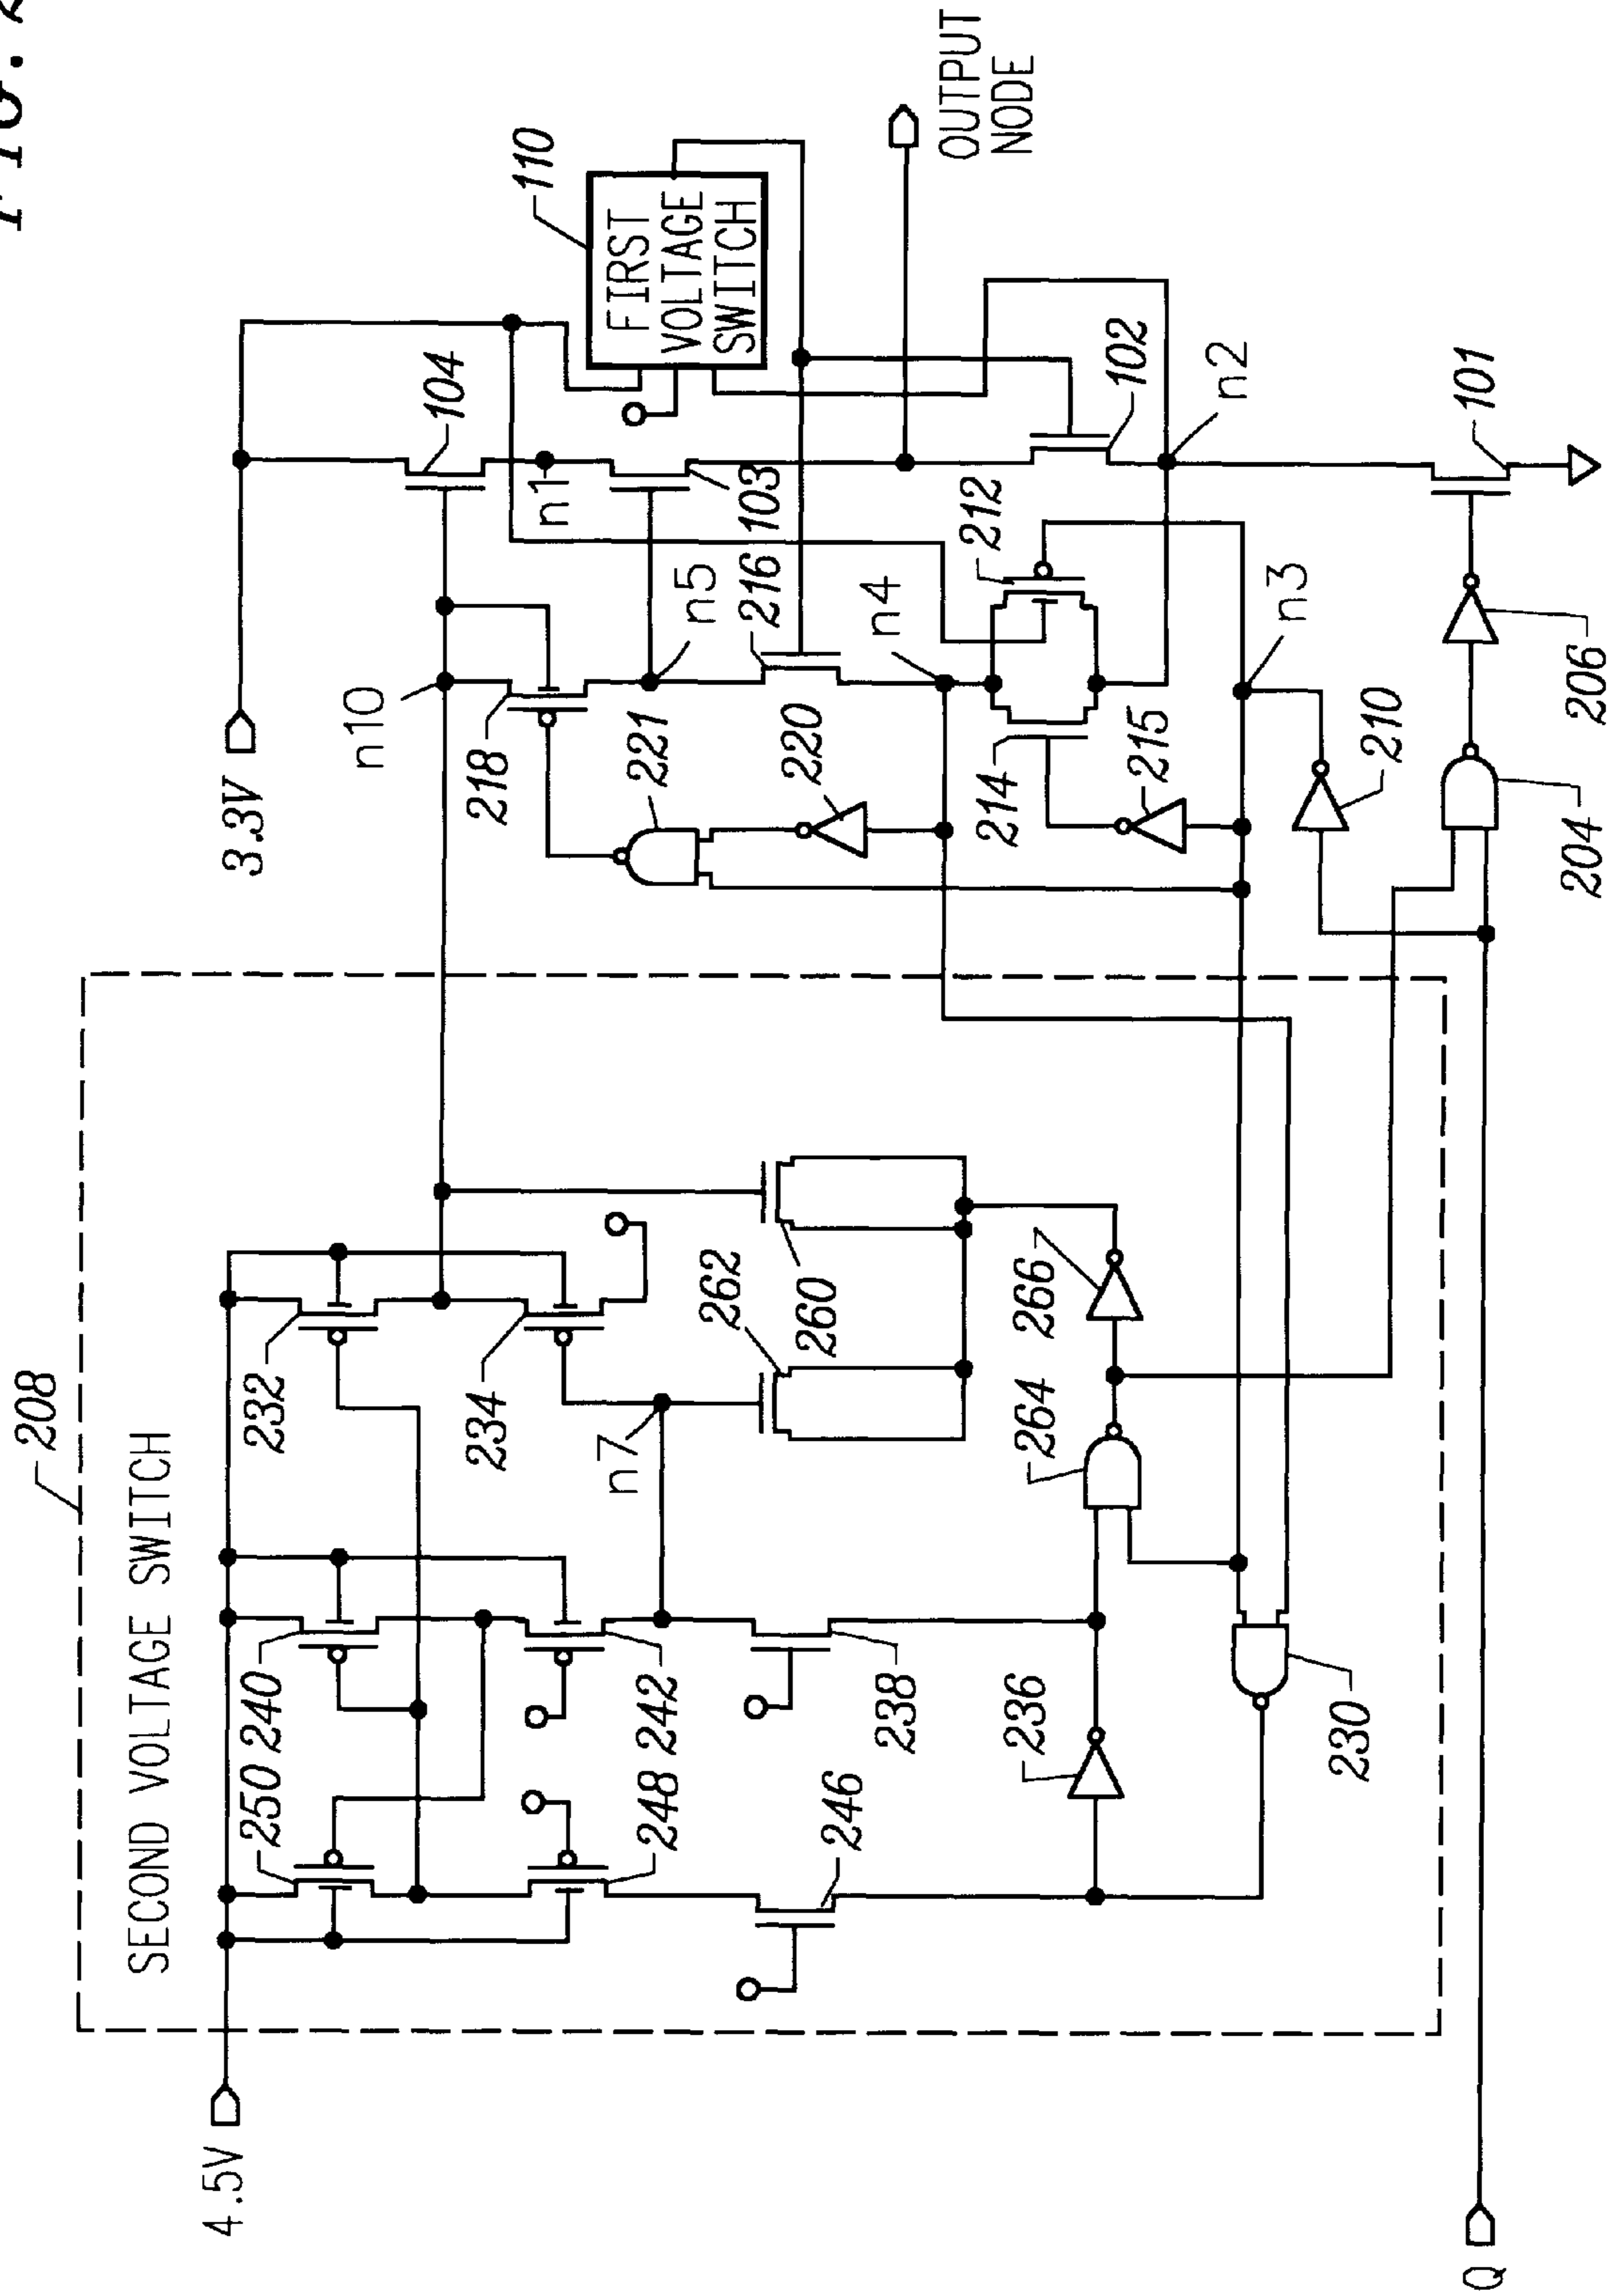 FIG. 2
208
SECOND VOLTAGE SWITCH
4.5V
3.3V
Q
250
240
232
248
242
234
246
238
n7
262
260
236
264
266
230
n10
218
221
220
214
215
210
204
206
104
n1
103
n5
216
n4
212
n3
110
FIRST
VOLTAGE
SWITCH
102
n2
101
OUTPUT
NODE